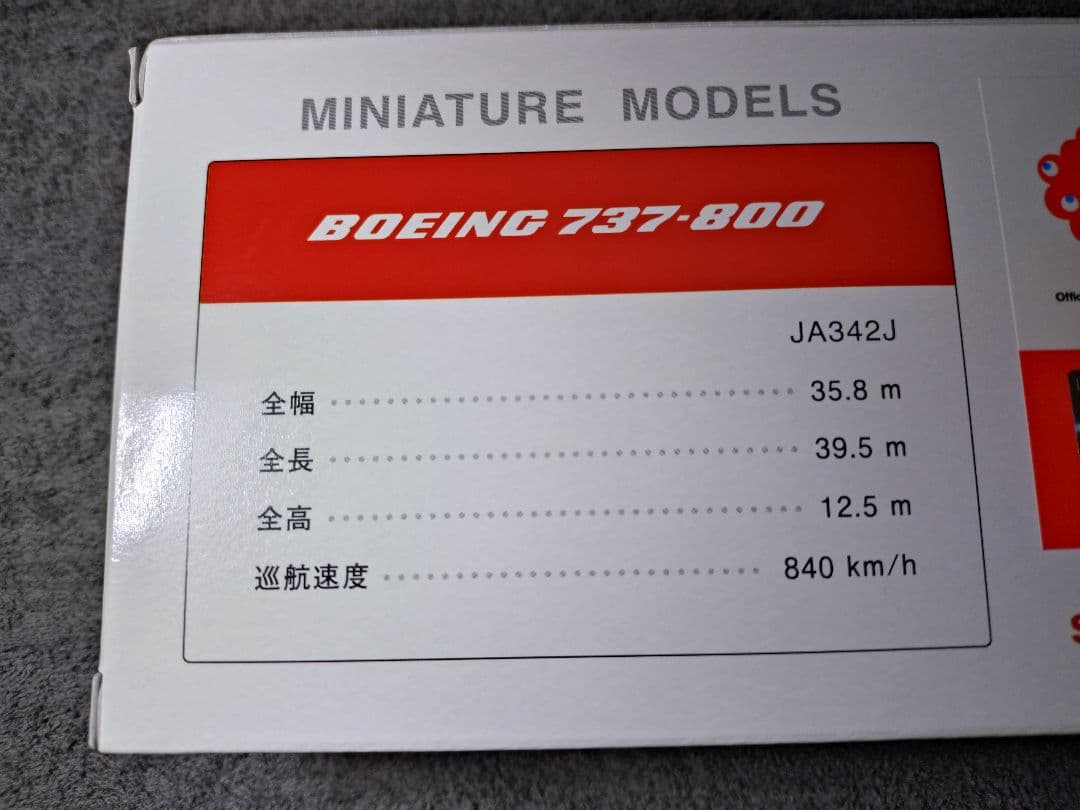 MINIATURE MODELS
BOEING 737-800
JA342J
全幅 35.8 m
全長 39.5 m
全高 12.5 m
巡航速度 840 km/h